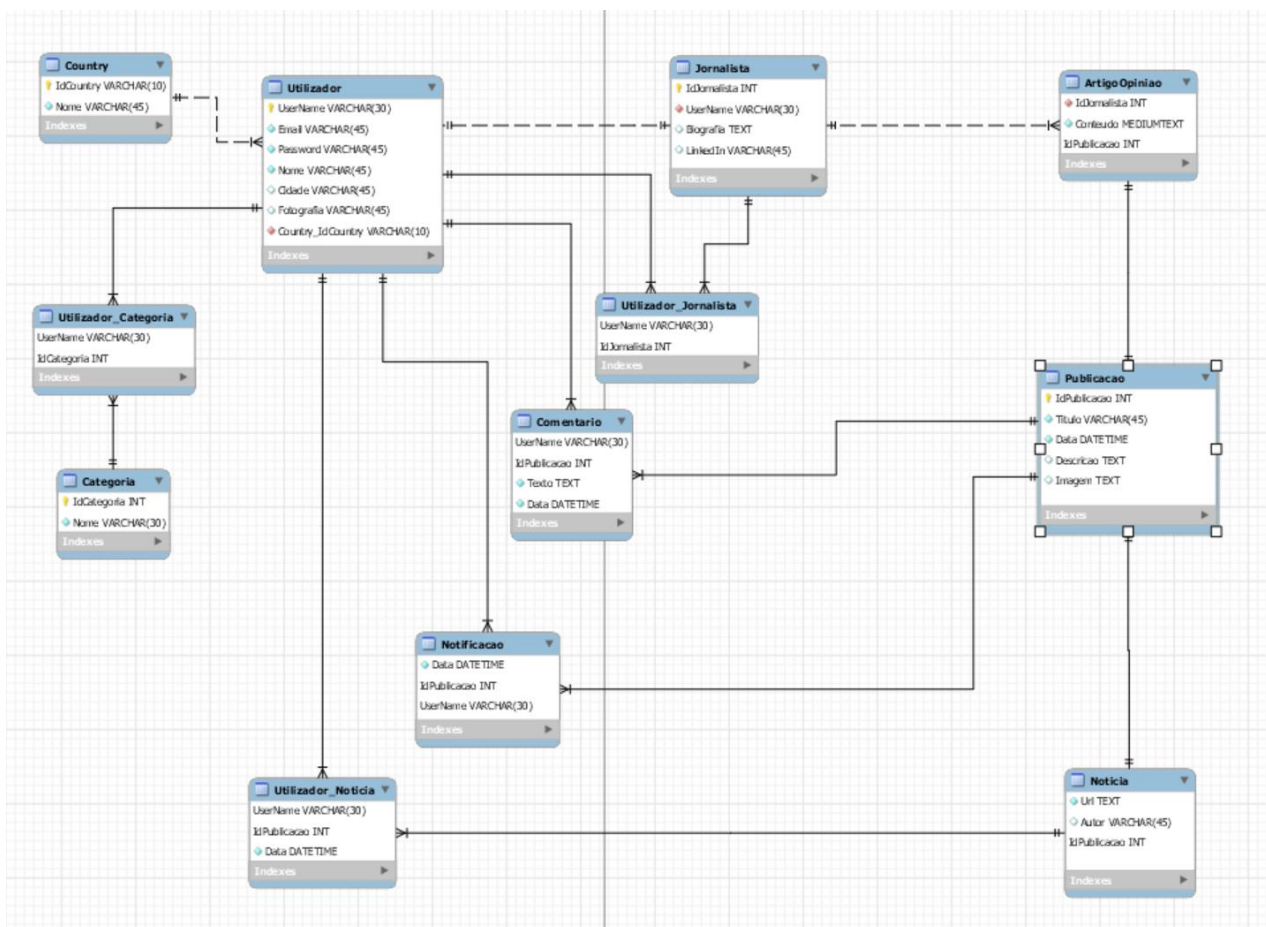 Country
IdCountry VARCHAR(10)
Nome VARCHAR(45)
Indexes
Utilizador
UserName VARCHAR(30)
Email VARCHAR(45)
Password VARCHAR(45)
Nome VARCHAR(45)
Cidade VARCHAR(45)
Fotografia VARCHAR(45)
Country_IdCountry VARCHAR(10)
Indexes
Jornalista
IdJornalista INT
UserName VARCHAR(30)
Biografia TEXT
LinkedIn VARCHAR(45)
Indexes
ArtigoOpiniao
IdJornalista INT
Conteudo MEDIUMTEXT
IdPublicacao INT
Indexes
Utilizador_Categoria
UserName VARCHAR(30)
IdCategoria INT
Indexes
Utilizador_Jornalista
UserName VARCHAR(30)
IdJornalista INT
Indexes
Publicacao
IdPublicacao INT
Titulo VARCHAR(45)
Data DATETIME
Descricao TEXT
Imagem TEXT
Indexes
Comentario
UserName VARCHAR(30)
IdPublicacao INT
Texto TEXT
Data DATETIME
Indexes
Categoria
IdCategoria INT
Nome VARCHAR(30)
Indexes
Notificacao
Data DATETIME
IdPublicacao INT
UserName VARCHAR(30)
Indexes
Utilizador_Noticia
UserName VARCHAR(30)
IdPublicacao INT
Data DATETIME
Indexes
Noticia
Url TEXT
Autor VARCHAR(45)
IdPublicacao INT
Indexes